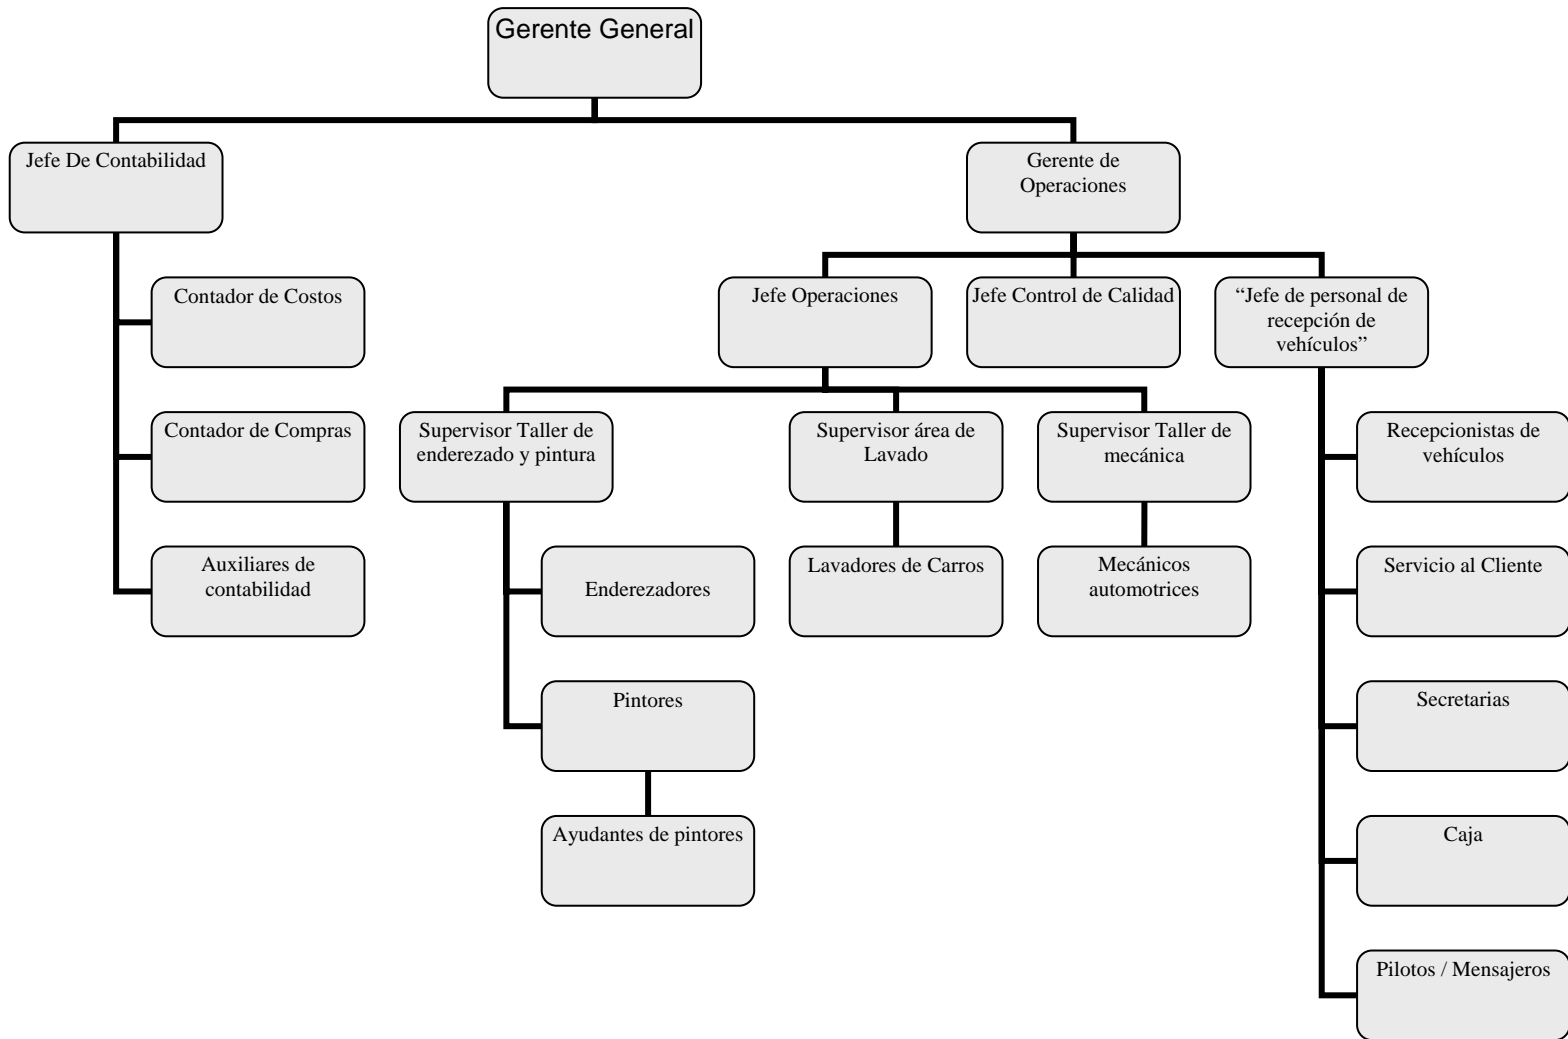 Gerente General
Jefe De Contabilidad
Gerente de
Operaciones
Contador de Costos
Jefe Operaciones
Jefe Control de Calidad
“Jefe de personal de
recepción de
vehículos”
Contador de Compras
Supervisor Taller de
enderezado y pintura
Supervisor área de
Lavado
Supervisor Taller de
mecánica
Recepcionistas de
vehículos
Auxiliares de
contabilidad
Enderezadores
Lavadores de Carros
Mecánicos
automotrices
Servicio al Cliente
Pintores
Secretarias
Ayudantes de pintores
Caja
Pilotos / Mensajeros